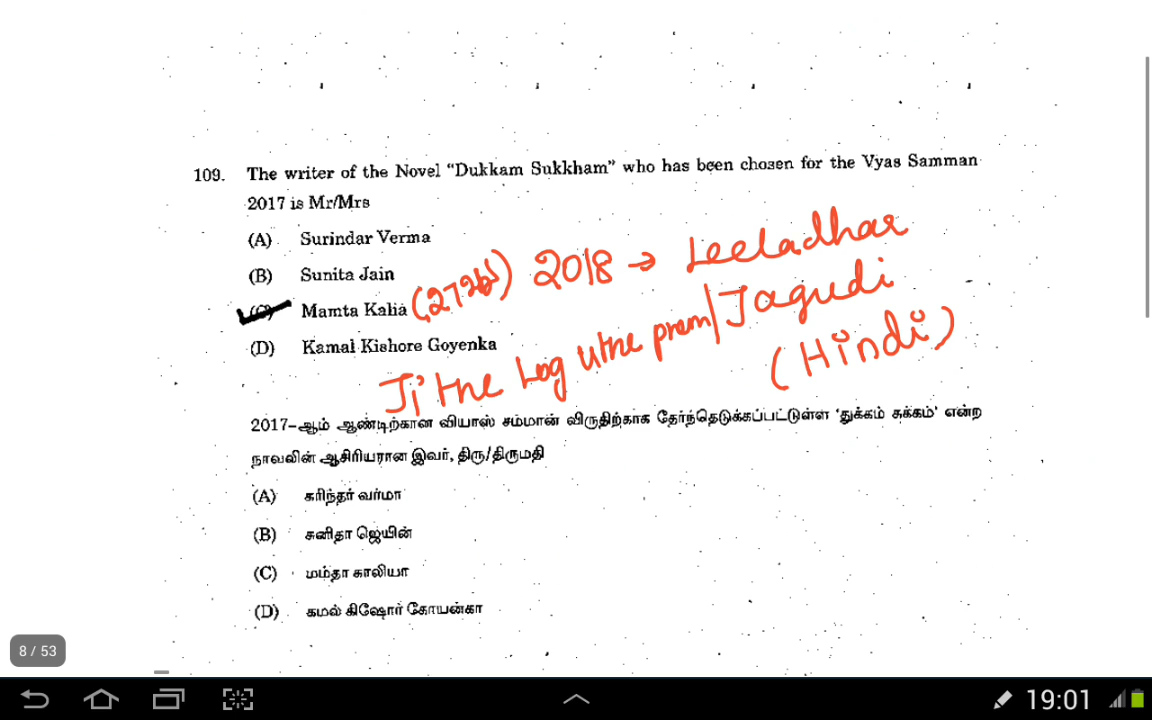 109. The writer of the Novel "Dukkam Sukkham" who has been chosen for the Vyas Samman
2017 is Mr/Mrs
(A) Surindar Verma
(B) Sunita Jain
(C) Mamta Kalia
(D) Kamal Kishore Goyenka
2018 → Leeladhar
Jagudi
(Hindi)
Jithe Log Uthe prem/
2017-ஆம் ஆண்டிற்கான வியாஸ் சம்மான் விருதிற்காக தேர்ந்தெடுக்கப்பட்டுள்ள 'துக்கம் சுக்கம்' என்ற
நாவலின் ஆசிரியரான இவர், திரு/திருமதி
(A) சுரிந்தர் வர்மா
(B) சுனிதா ஜெயின்
(C) மம்தா காலியா
(D) கமல் கிஷோர் கோயன்கா
8 / 53
19:01